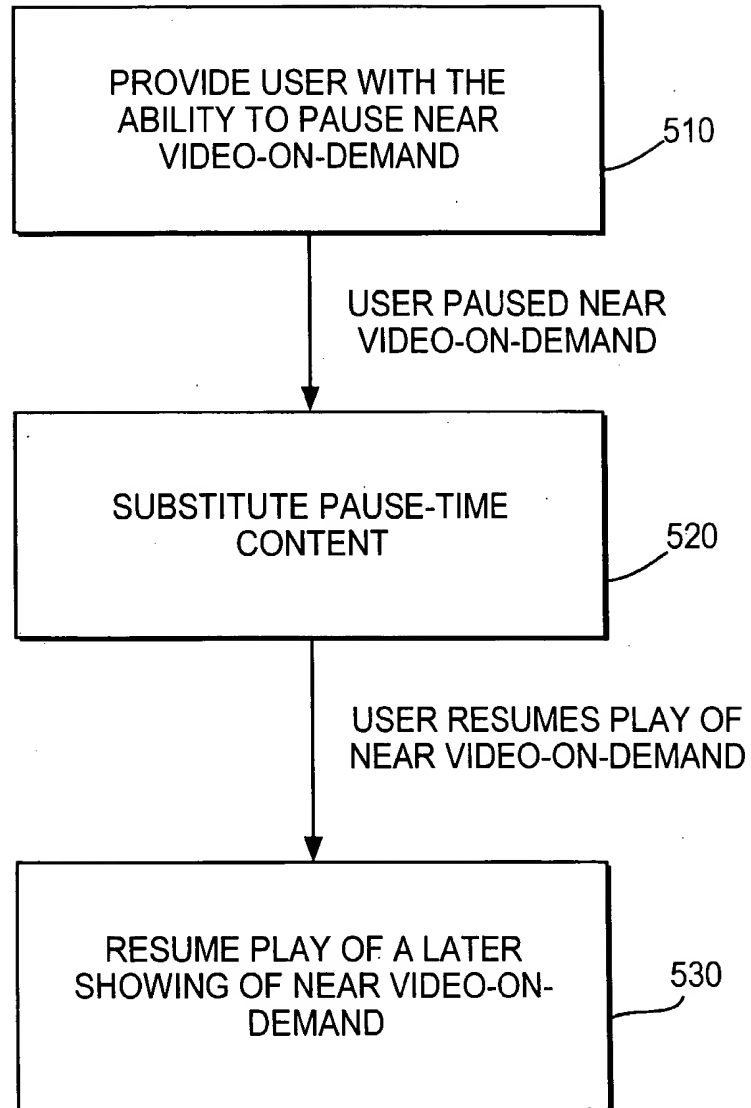 PROVIDE USER WITH THE
ABILITY TO PAUSE NEAR
VIDEO-ON-DEMAND
510
USER PAUSED NEAR
VIDEO-ON-DEMAND
SUBSTITUTE PAUSE-TIME
CONTENT
520
USER RESUMES PLAY OF
NEAR VIDEO-ON-DEMAND
RESUME PLAY OF A LATER
SHOWING OF NEAR VIDEO-ON-
DEMAND
530